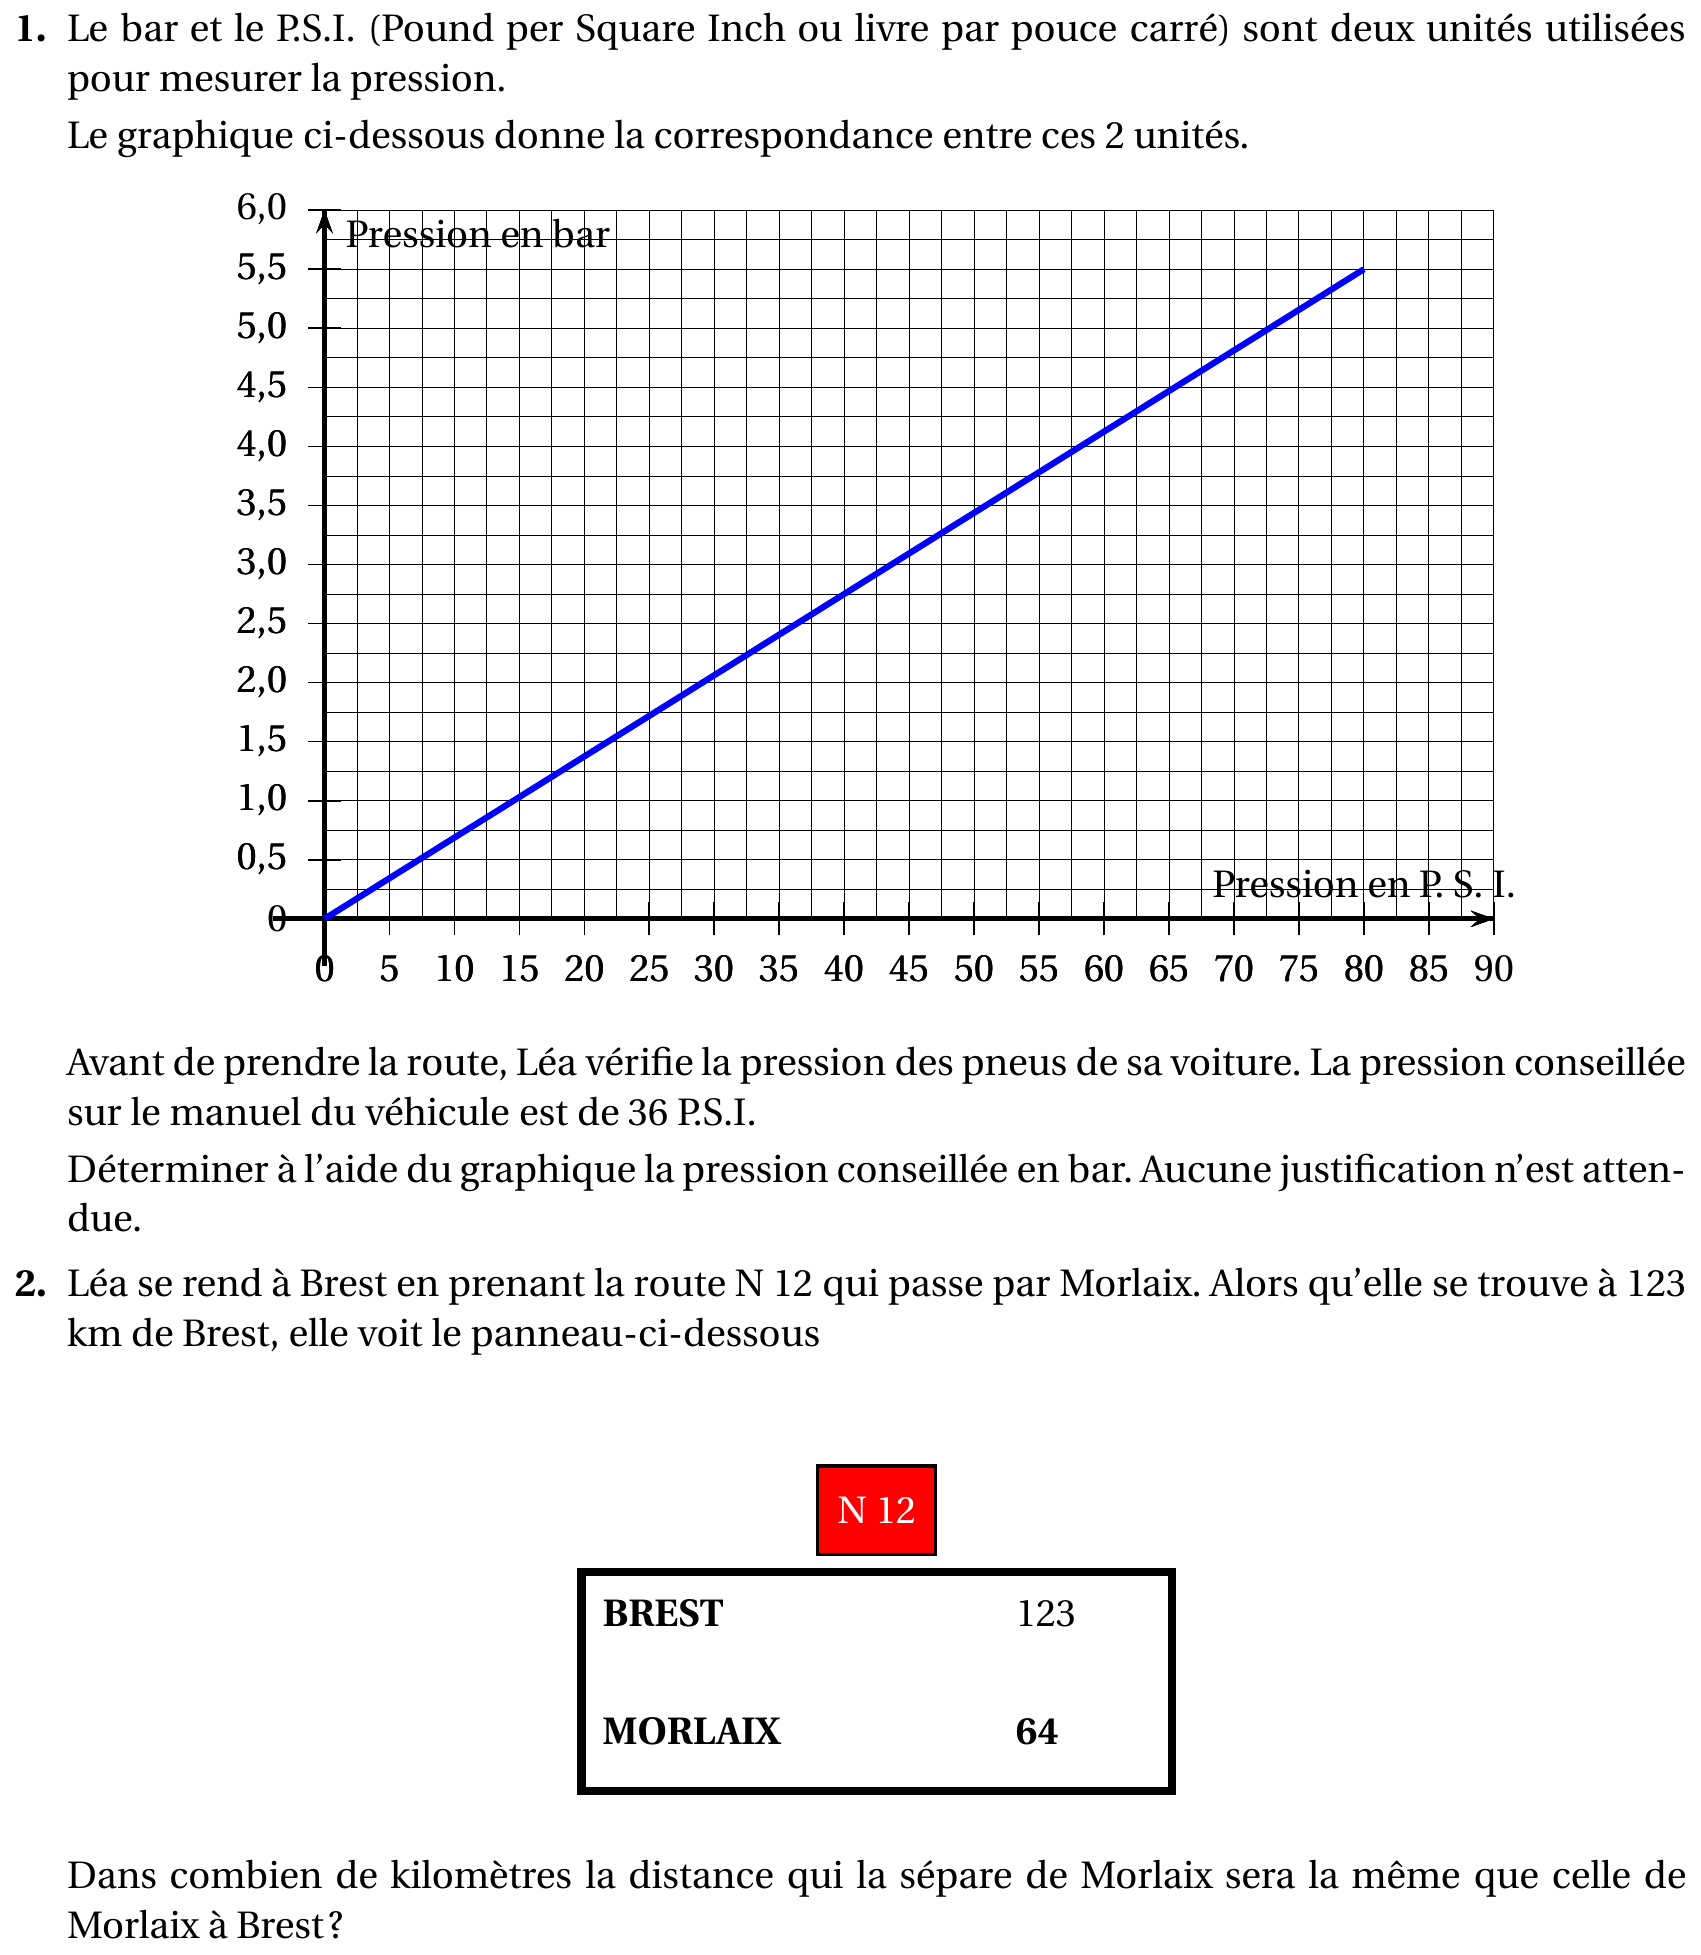 1. Le bar et le P.S.I. (Pound per Square Inch ou livre par pouce carré) sont deux unités utilisées
pour mesurer la pression.
Le graphique ci-dessous donne la correspondance entre ces 2 unités.
6,0
Pression en bar
5,5
5,0
4,5
4,0
3,5
3,0
2,5
2,0
1,5
1,0
0,5
Pression en P. S. I.
0
0 5 10 15 20 25 30 35 40 45 50 55 60 65 70 75 80 85 90
Avant de prendre la route, Léa vérifie la pression des pneus de sa voiture. La pression conseillée
sur le manuel du véhicule est de 36 P.S.I.
Déterminer à l'aide du graphique la pression conseillée en bar. Aucune justification n'est atten-
due.
2. Léa se rend à Brest en prenant la route N 12 qui passe par Morlaix. Alors qu'elle se trouve à 123
km de Brest, elle voit le panneau-ci-dessous
N 12
BREST 123
MORLAIX 64
Dans combien de kilomètres la distance qui la sépare de Morlaix sera la même que celle de
Morlaix à Brest ?